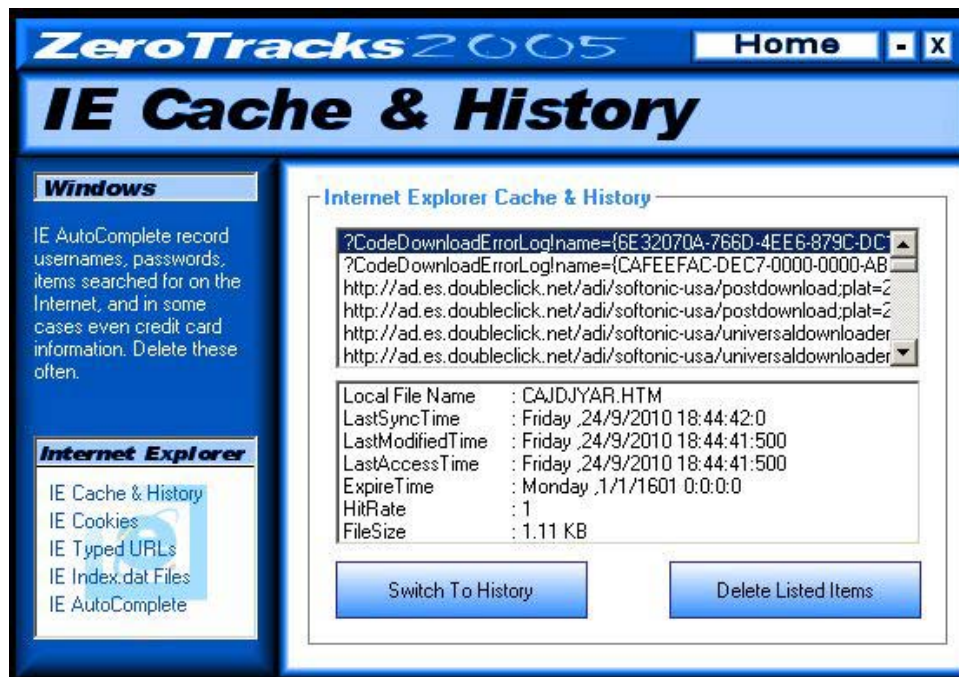 ZeroTracks2005 Home - X
IE Cache & History
Windows
IE AutoComplete record
usernames, passwords,
items searched for on the
Internet, and in some
cases even credit card
information. Delete these
often.
Internet Explorer
IE Cache & History
IE Cookies
IE Typed URLs
IE Index.dat Files
IE AutoComplete
Internet Explorer Cache & History
?CodeDownloadErrorLog!name={6E32070A-766D-4EE6-879C-DC
?CodeDownloadErrorLog!name={CAFEEFAC-DEC7-0000-0000-AB
http://ad.es.doubleclick.net/adi/softonic-usa/postdownload;plat=2
http://ad.es.doubleclick.net/adi/softonic-usa/postdownload;plat=2
http://ad.es.doubleclick.net/adi/softonic-usa/universaldownloader
http://ad.es.doubleclick.net/adi/softonic-usa/universaldownloader
Local File Name : CAJDJYAR.HTM
LastSyncTime : Friday ,24/9/2010 18:44:42:0
LastModifiedTime : Friday ,24/9/2010 18:44:41:500
LastAccessTime : Friday ,24/9/2010 18:44:41:500
ExpireTime : Monday ,1/1/1601 0:0:0:0
HitRate : 1
FileSize : 1.11 KB
Switch To History
Delete Listed Items